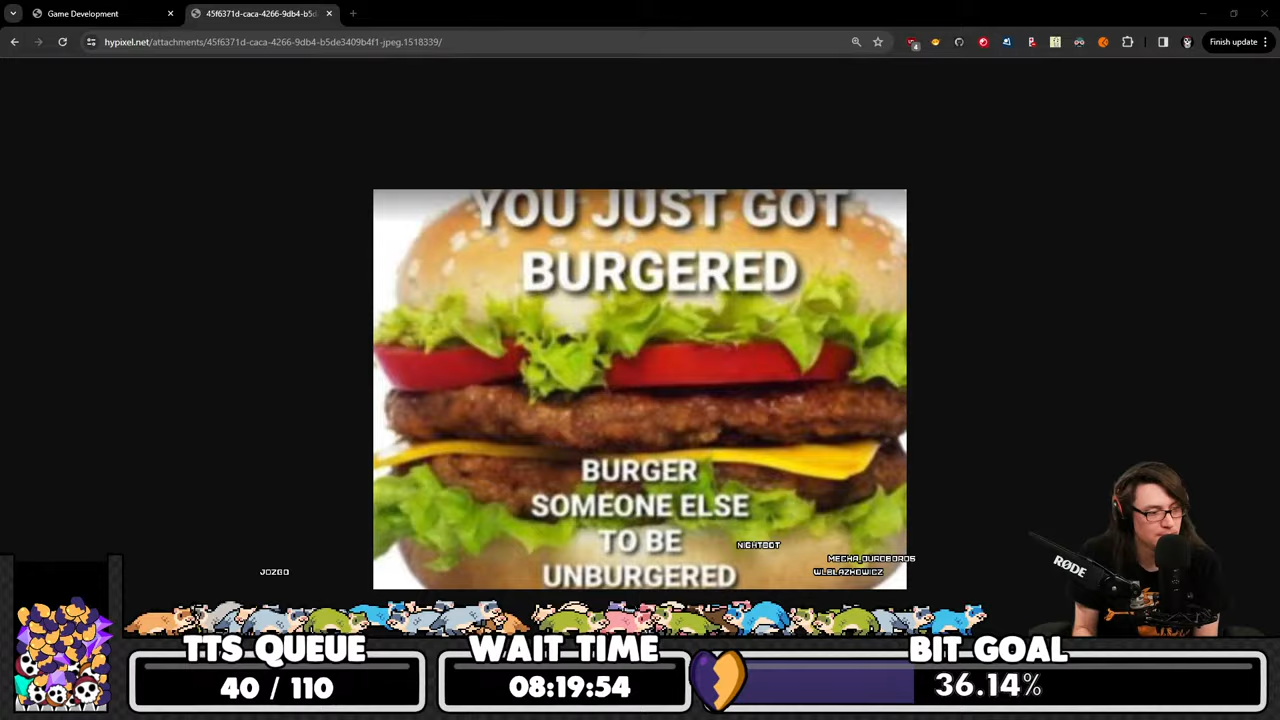 Game Development
45f6371d-caca-4266-9db4-b5d
hypixel.net/attachments/45f6371d-caca-4266-9db4-b5de3409b4f1-jpeg.1518339/
4
Finish update
YOU JUST GOT
BURGERED
BURGER
SOMEONE ELSE
TO BE
UNBURGERED
NIGHTBOT
MECHA_OUROBOROS
WLBLAZKOWICZ
JOZBO
RØDE
TTS QUEUE
40 / 110
WAIT TIME
08:19:54
BIT GOAL
36.14%